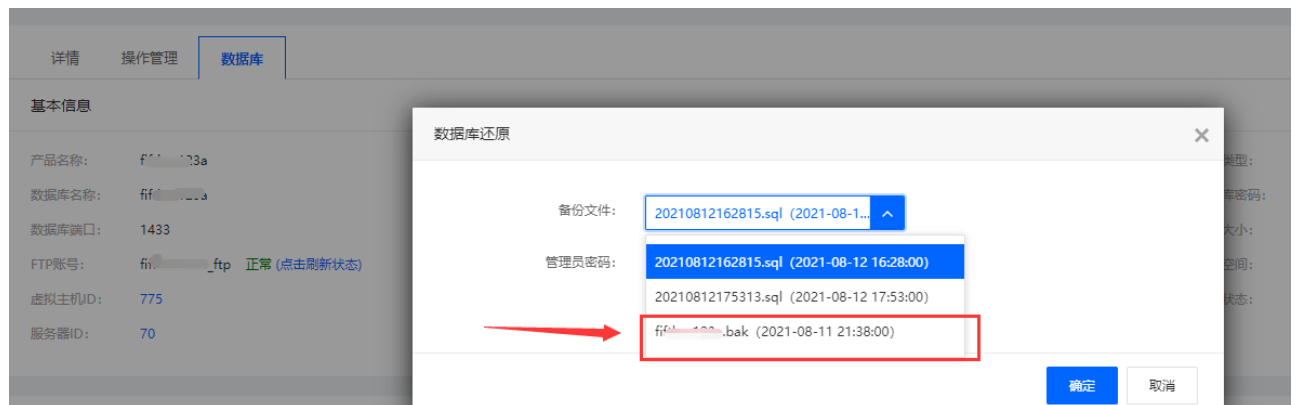 详情 操作管理 数据库
基本信息
产品名称:
数据库名称:
数据库端口: 1433
FTP账号: _ftp 正常 (点击刷新状态)
虚拟主机ID: 775
服务器ID: 70
数据库还原 ×
备份文件: 20210812162815.sql (2021-08-1...
管理员密码:
20210812162815.sql (2021-08-12 16:28:00)
20210812175313.sql (2021-08-12 17:53:00)
.bak (2021-08-11 21:38:00)
确定 取消
类型:
库密码:
大小:
空间:
状态: